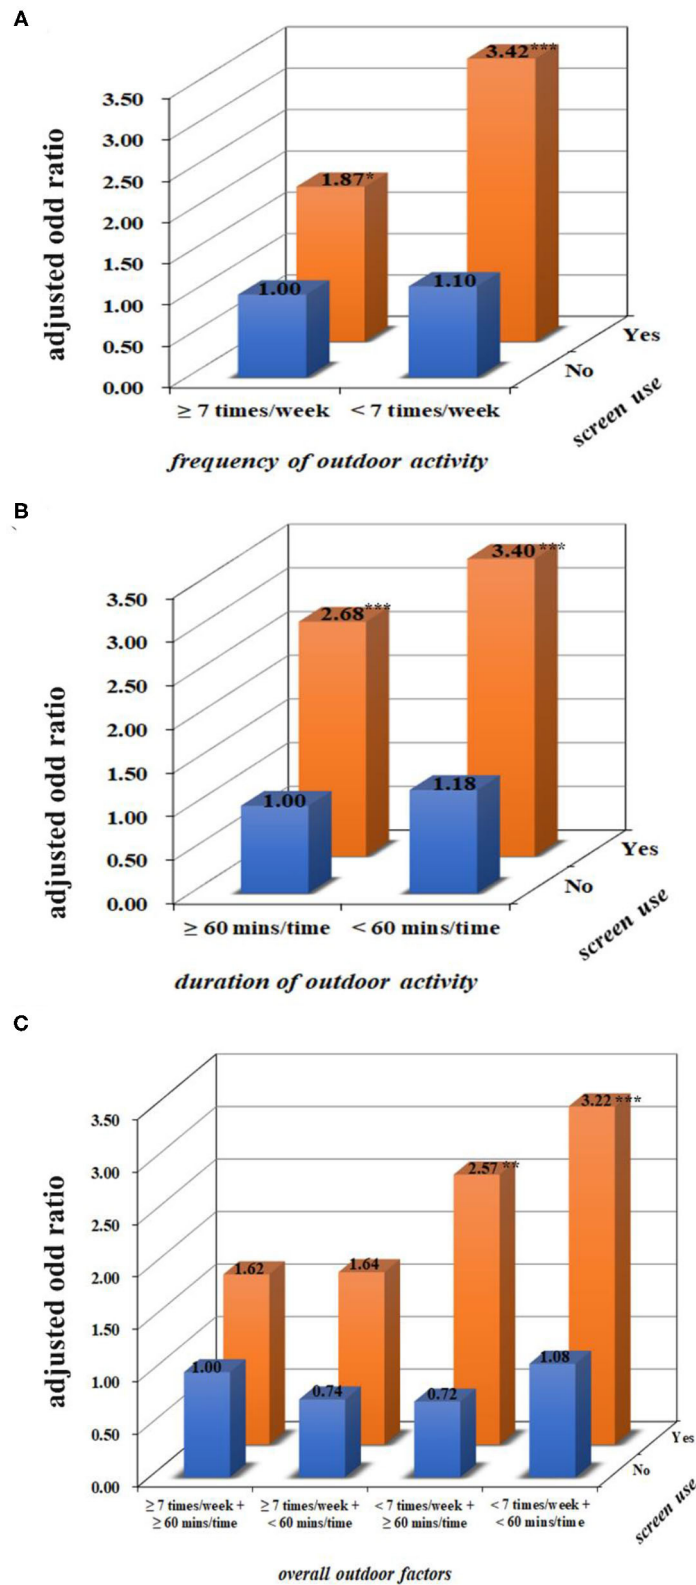 A
adjusted odd ratio
3.50
3.00
2.50
2.00
1.50
1.00
0.50
0.00
3.42***
1.87*
1.00
1.10
Yes
No
screen use
≥ 7 times/week < 7 times/week
frequency of outdoor activity
B
adjusted odd ratio
3.50
3.00
2.50
2.00
1.50
1.00
0.50
0.00
3.40***
2.68***
1.00
1.18
Yes
No
screen use
≥ 60 mins/time < 60 mins/time
duration of outdoor activity
C
adjusted odd ratio
3.50
3.00
2.50
2.00
1.50
1.00
0.50
0.00
3.22 ***
2.57 **
1.62
1.64
1.00
0.74
0.72
1.08
Yes
No
screen use
≥ 7 times/week + ≥ 7 times/week + < 7 times/week + < 7 times/week +
≥ 60 mins/time < 60 mins/time ≥ 60 mins/time < 60 mins/time
overall outdoor factors